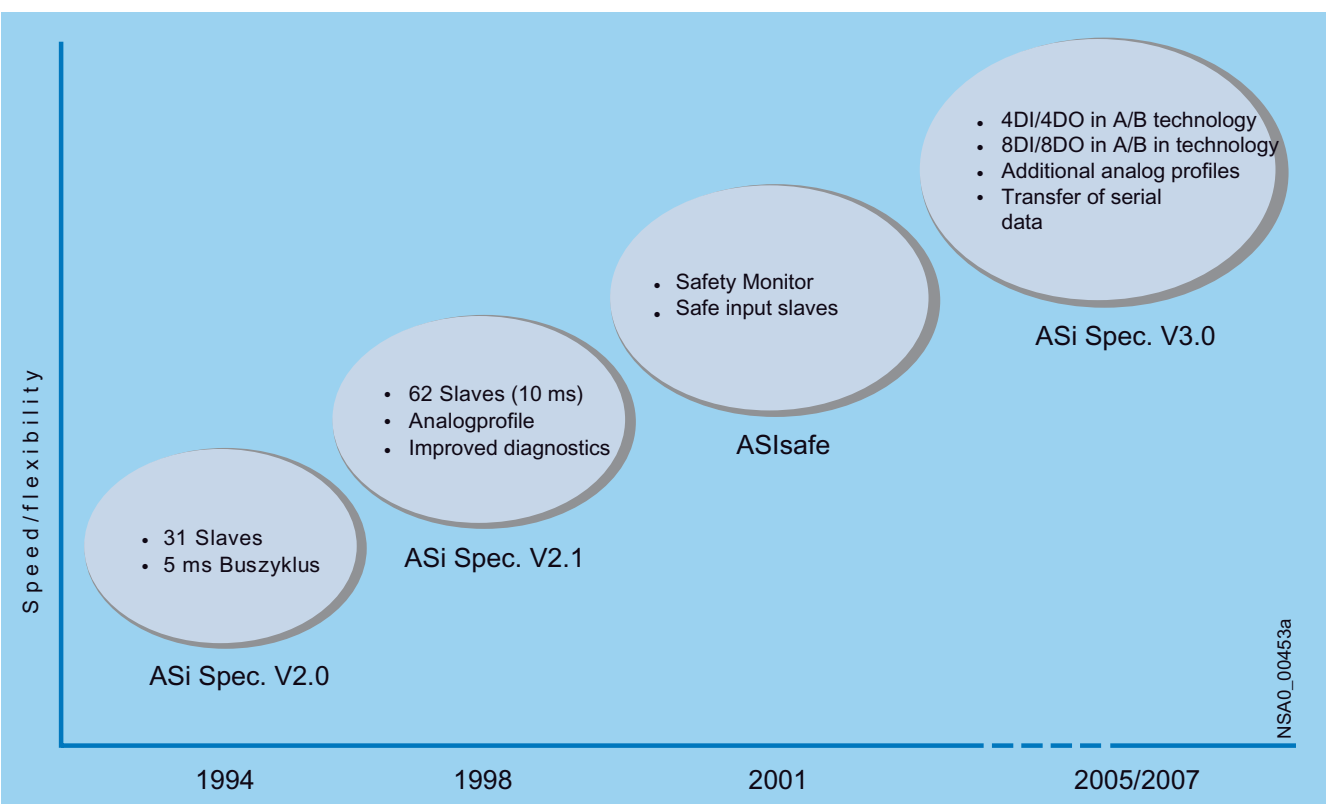 Speed/flexibility
31 Slaves
5 ms Buszyklus
ASi Spec. V2.0
62 Slaves (10 ms)
Analogprofile
Improved diagnostics
ASi Spec. V2.1
Safety Monitor
Safe input slaves
ASIsafe
4DI/4DO in A/B technology
8DI/8DO in A/B in technology
Additional analog profiles
Transfer of serial
data
ASi Spec. V3.0
NSA0_00453a
1994
1998
2001
2005/2007